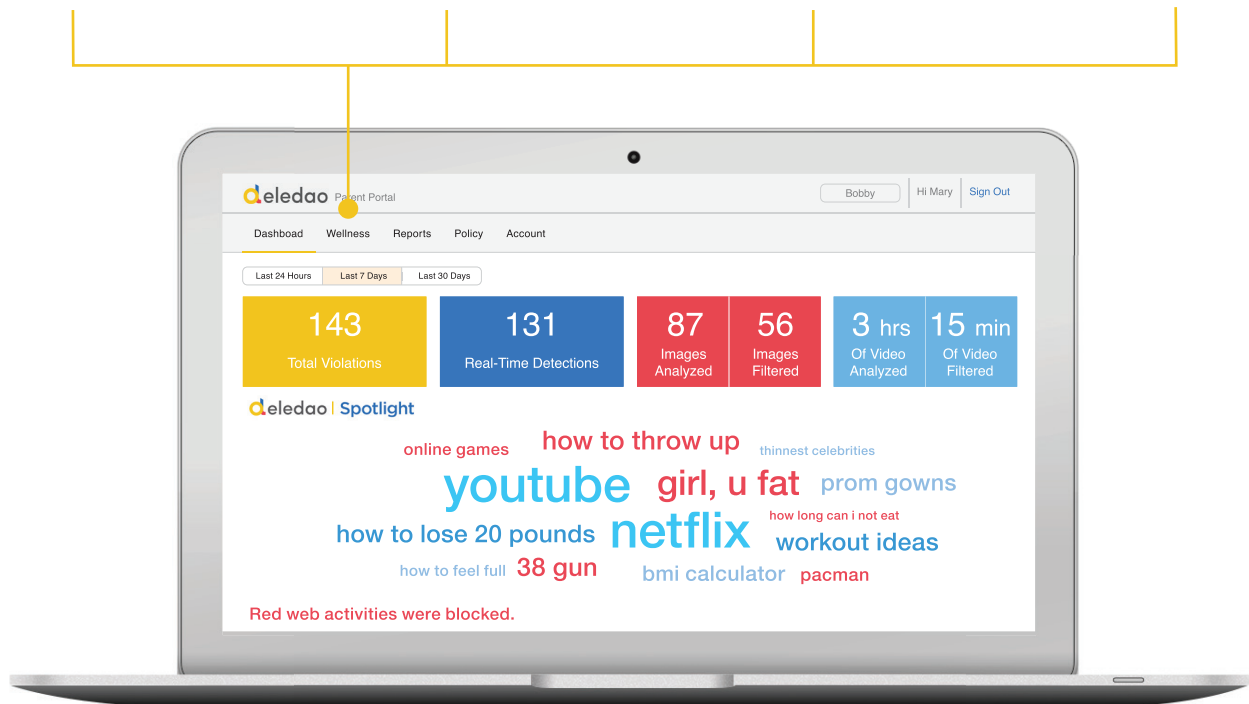 deledao Parent Portal
Bobby
Hi Mary
Sign Out
Dashboad
Wellness
Reports
Policy
Account
Last 24 Hours
Last 7 Days
Last 30 Days
143
Total Violations
131
Real-Time Detections
87
Images
Analyzed
56
Images
Filtered
3 hrs
Of Video
Analyzed
15 min
Of Video
Filtered
deledao | Spotlight
online games
how to throw up
thinnest celebrities
youtube
girl, u fat
prom gowns
how to lose 20 pounds
netflix
how long can i not eat
workout ideas
how to feel full
38 gun
bmi calculator
pacman
Red web activities were blocked.